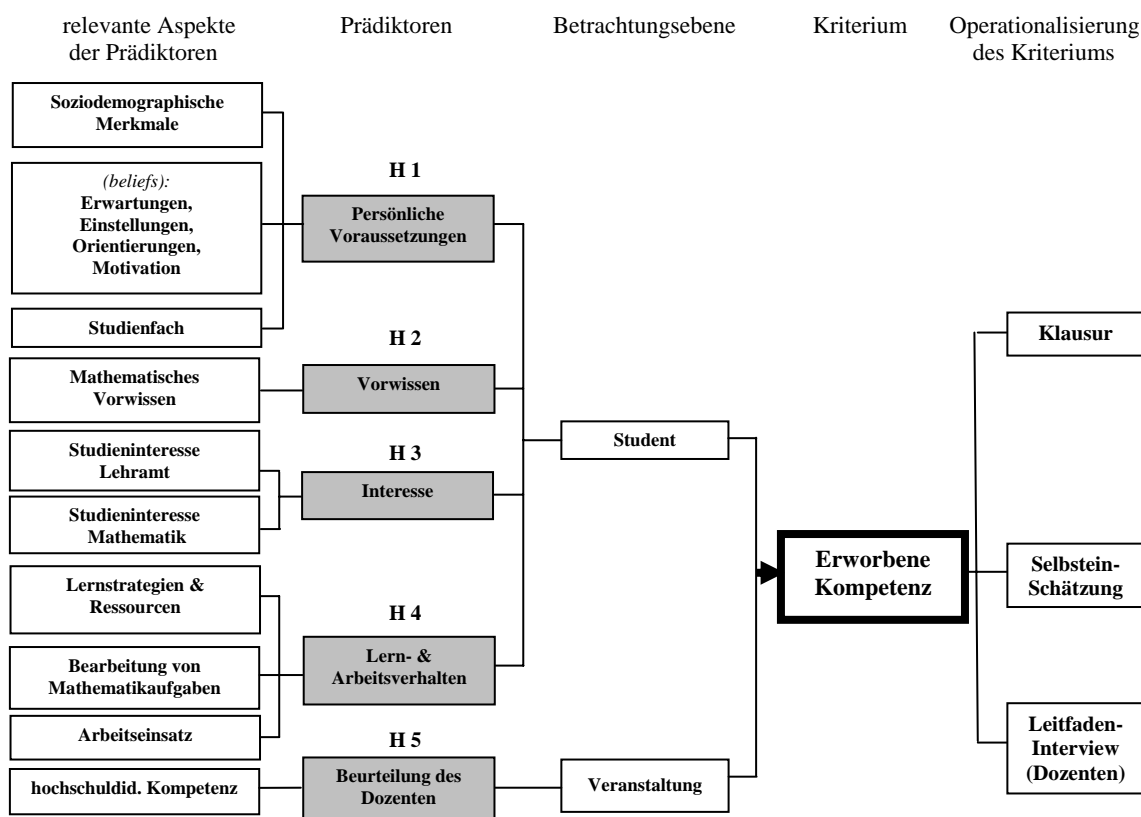 relevante Aspekte
der Prädiktoren
Prädiktoren
Betrachtungsebene
Kriterium
Operationalisierung
des Kriteriums
Soziodemographische
Merkmale
(beliefs):
Erwartungen,
Einstellungen,
Orientierungen,
Motivation
Studienfach
Mathematisches
Vorwissen
Studieninteresse
Lehramt
Studieninteresse
Mathematik
Lernstrategien &
Ressourcen
Bearbeitung von
Mathematikaufgaben
Arbeitseinsatz
hochschuldid. Kompetenz
H 1
Persönliche
Voraussetzungen
H 2
Vorwissen
H 3
Interesse
H 4
Lern- &
Arbeitsverhalten
H 5
Beurteilung des
Dozenten
Student
Veranstaltung
Erworbene
Kompetenz
Klausur
Selbstein-
Schätzung
Leitfaden-
Interview
(Dozenten)